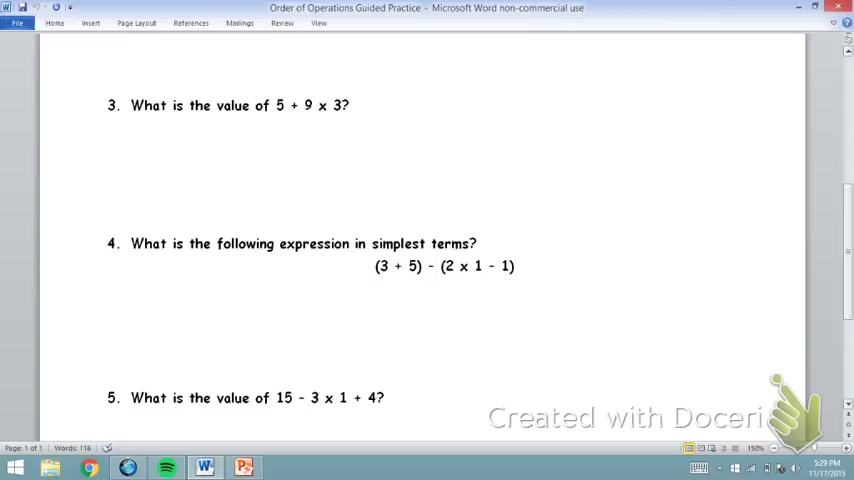 Order of Operations Guided Practice - Microsoft Word non-commercial use
File Home Insert Page Layout References Mailings Review View
3. What is the value of 5 + 9 x 3?
4. What is the following expression in simplest terms?
(3 + 5) - (2 x 1 - 1)
5. What is the value of 15 - 3 x 1 + 4?
Created with Doceri
Page: 1 of 1 Words: 116 150%
5:29 PM
11/17/2015